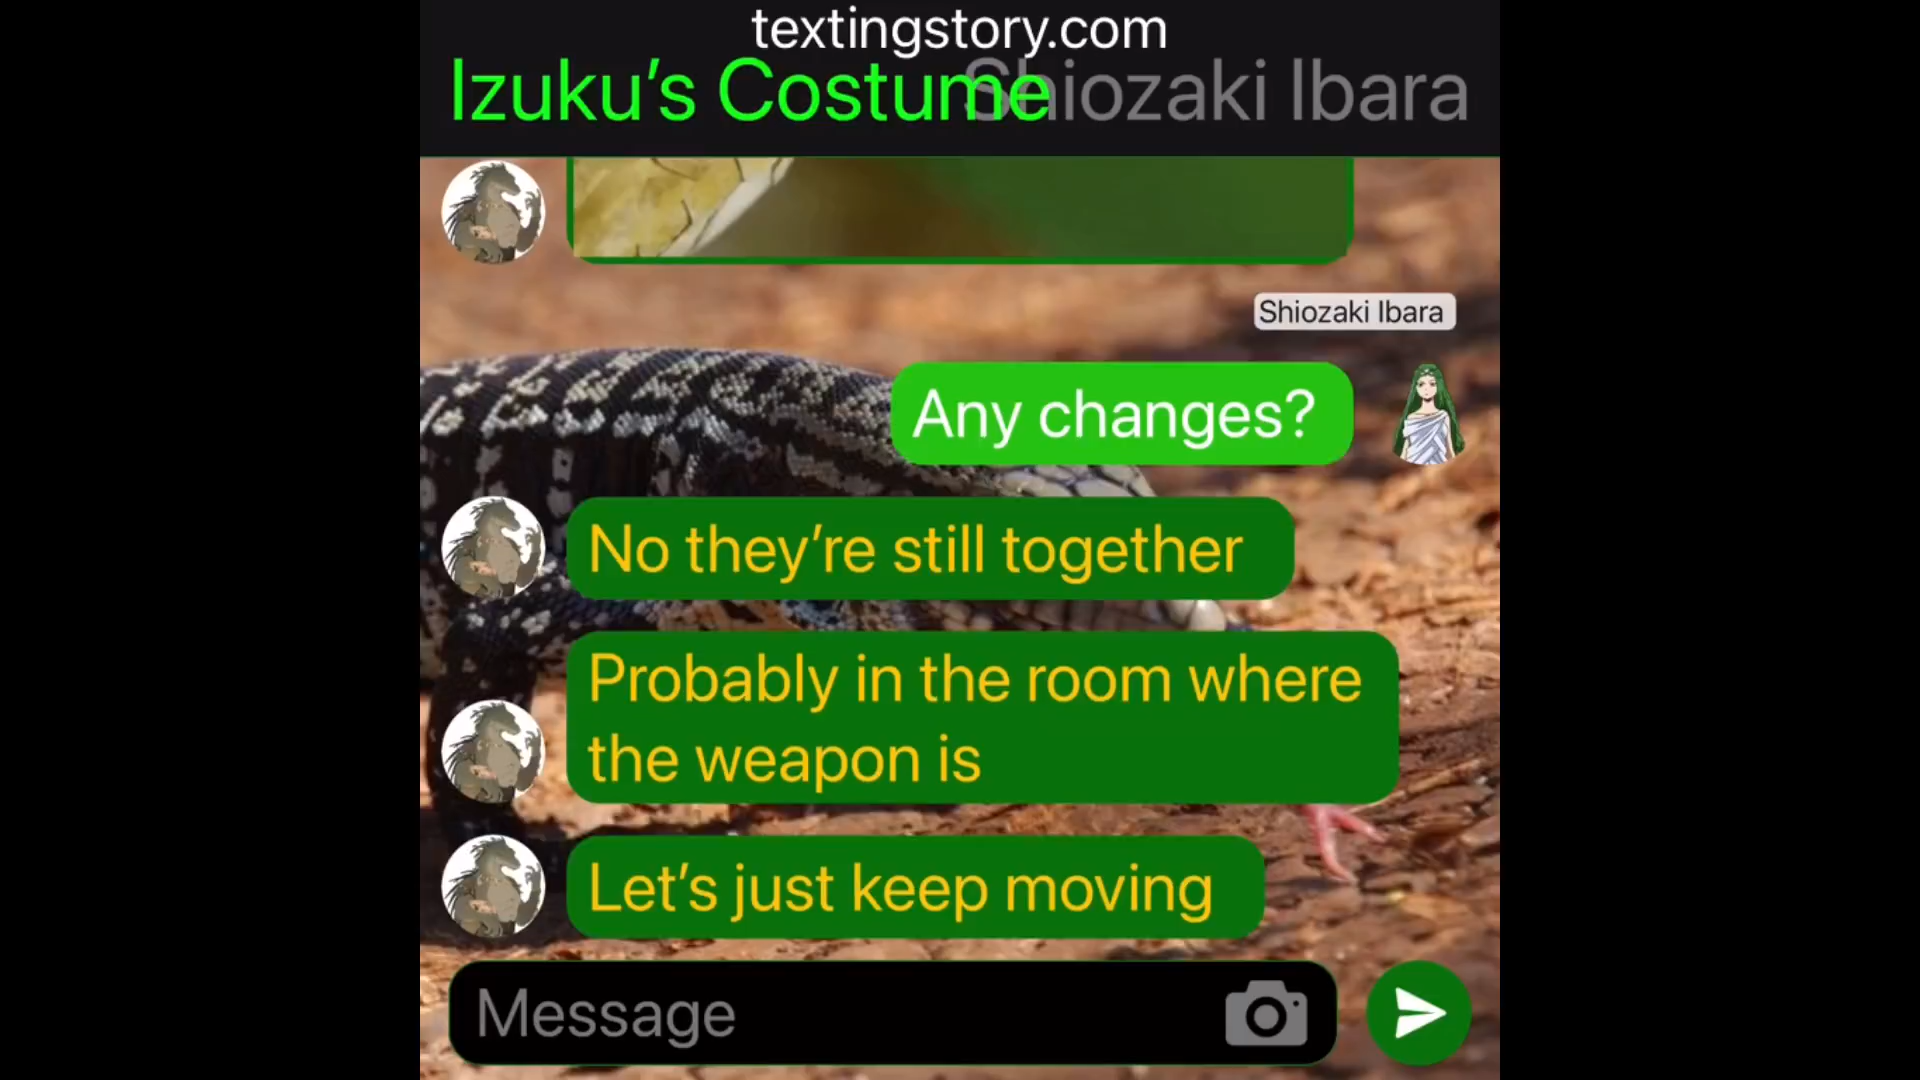 textingstory.com
Izuku’s Costume
Shiozaki Ibara
Shiozaki Ibara
Any changes?
No they’re still together
Probably in the room where
the weapon is
Let’s just keep moving
Message